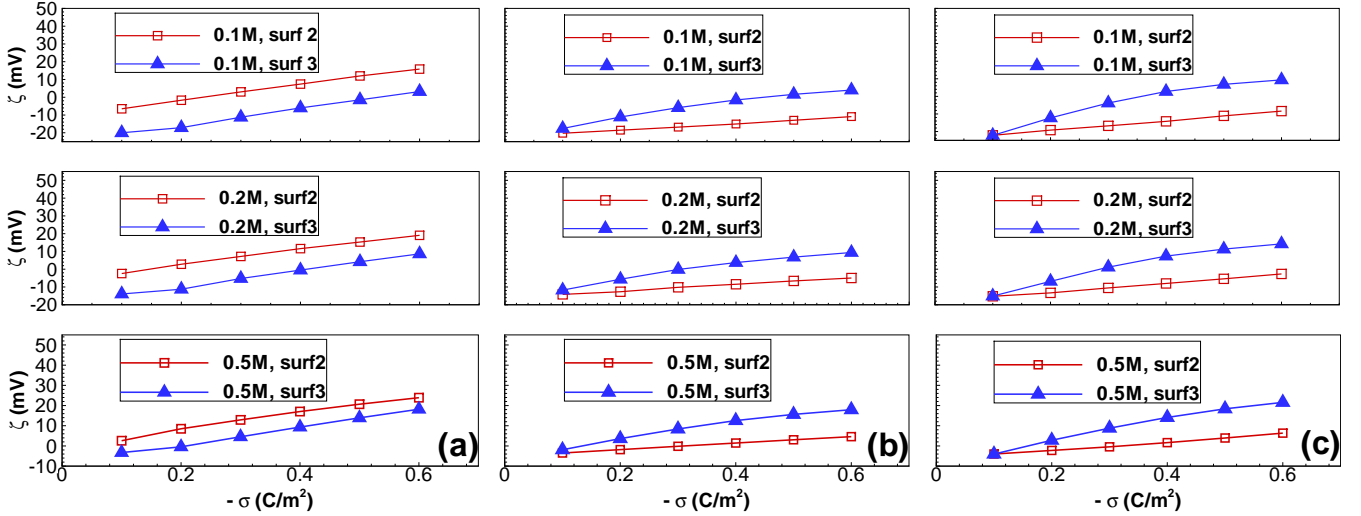 50
40
30
20
10
0
-10
-20
ζ (mV)
0.1M, surf 2
0.1M, surf 3
0.1M, surf2
0.1M, surf3
0.1M, surf2
0.1M, surf3
50
40
30
20
10
0
-10
-20
ζ (mV)
0.2M, surf2
0.2M, surf3
0.2M, surf2
0.2M, surf3
0.2M, surf2
0.2M, surf3
50
40
30
20
10
0
-10
ζ (mV)
0.5M, surf2
0.5M, surf3
(a)
0.5M, surf2
0.5M, surf3
(b)
0.5M, surf2
0.5M, surf3
(c)
0 0.2 0.4 0.6
0 0.2 0.4 0.6
0 0.2 0.4 0.6
- σ (C/m²)
- σ (C/m²)
- σ (C/m²)